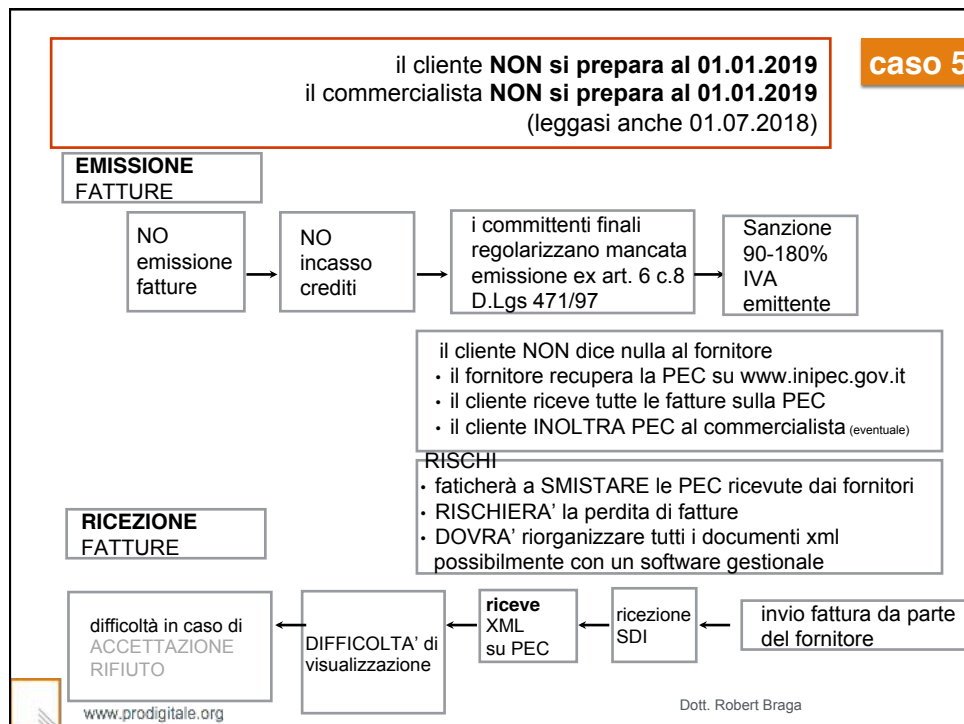 il cliente NON si prepara al 01.01.2019
il commercialista NON si prepara al 01.01.2019
(leggasi anche 01.07.2018)
caso 5
EMISSIONE
FATTURE
NO
emissione
fatture
NO
incasso
crediti
i committenti finali
regolarizzano mancata
emissione ex art. 6 c.8
D.Lgs 471/97
Sanzione
90-180%
IVA
emittente
il cliente NON dice nulla al fornitore
• il fornitore recupera la PEC su www.inipec.gov.it
• il cliente riceve tutte le fatture sulla PEC
• il cliente INOLTRA PEC al commercialista (eventuale)
RISCHI
• faticherà a SMISTARE le PEC ricevute dai fornitori
• RISCHIERA’ la perdita di fatture
• DOVRA’ riorganizzare tutti i documenti xml
possibilmente con un software gestionale
RICEZIONE
FATTURE
difficoltà in caso di
ACCETTAZIONE
RIFIUTO
DIFFICOLTA’ di
visualizzazione
riceve
XML
su PEC
ricezione
SDI
invio fattura da parte
del fornitore
www.prodigitale.org
Dott. Robert Braga